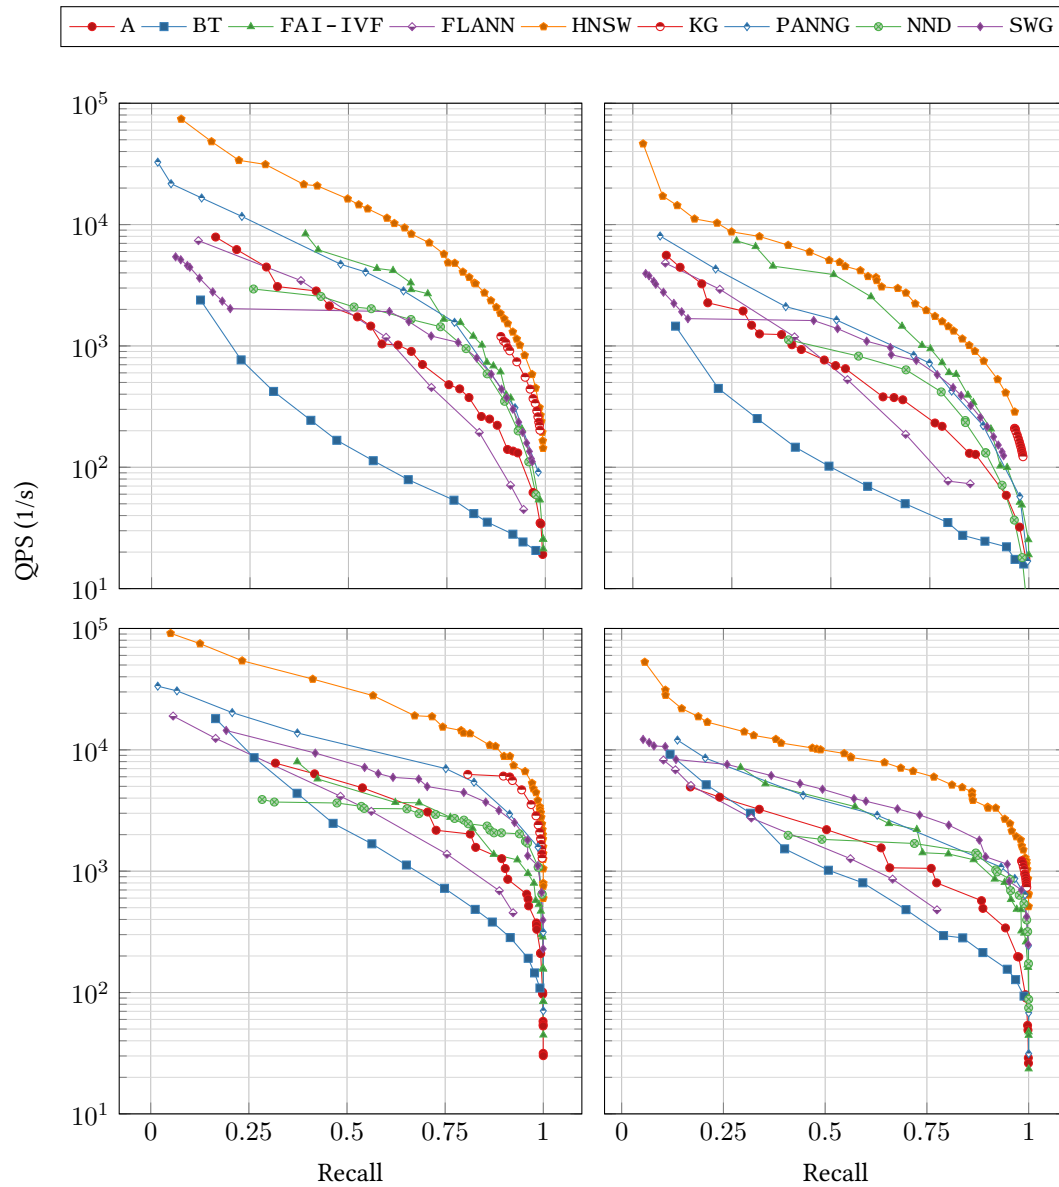 A BT FAI-IVF FLANN HNSW KG PANNG NND SWG
10^5
10^4
10^3
10^2
10^1
QPS (1/s)
10^5
10^4
10^3
10^2
10^1
0 0.25 0.5 0.75 1 0 0.25 0.5 0.75 1
Recall Recall